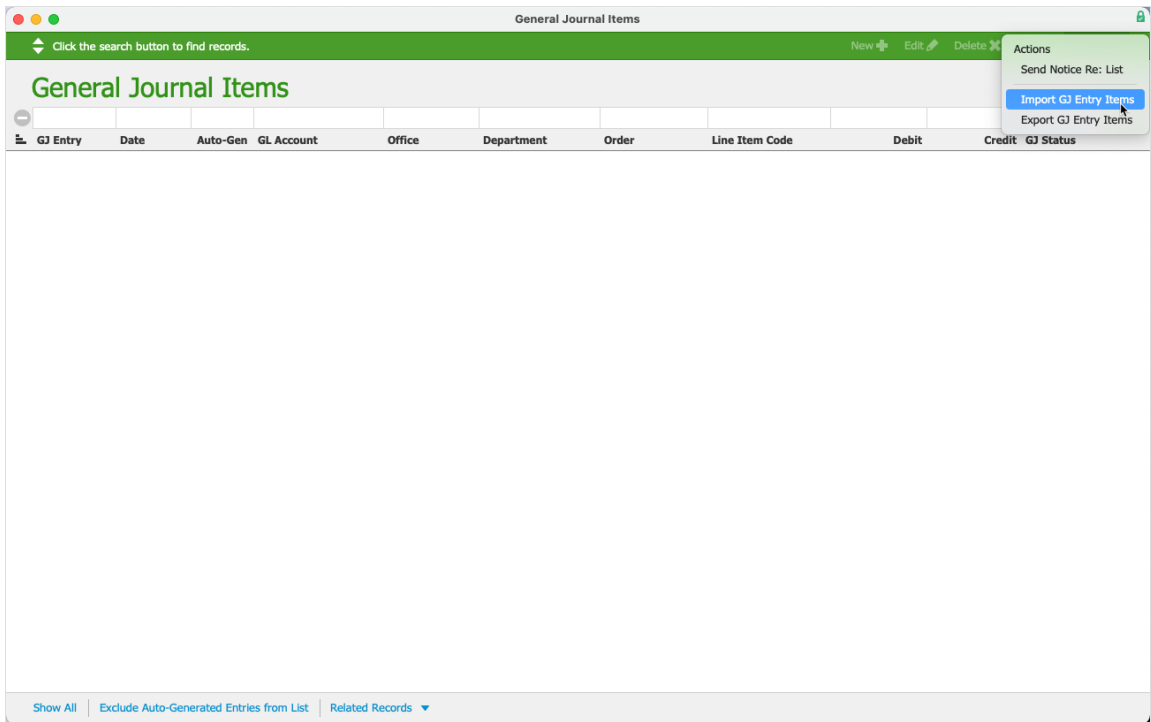 General Journal Items
Click the search button to find records.
New Edit Delete
Actions
Send Notice Re: List
Import GJ Entry Items
Export GJ Entry Items
General Journal Items
GJ Entry Date Auto-Gen GL Account Office Department Order Line Item Code Debit Credit GJ Status
Show All Exclude Auto-Generated Entries from List Related Records